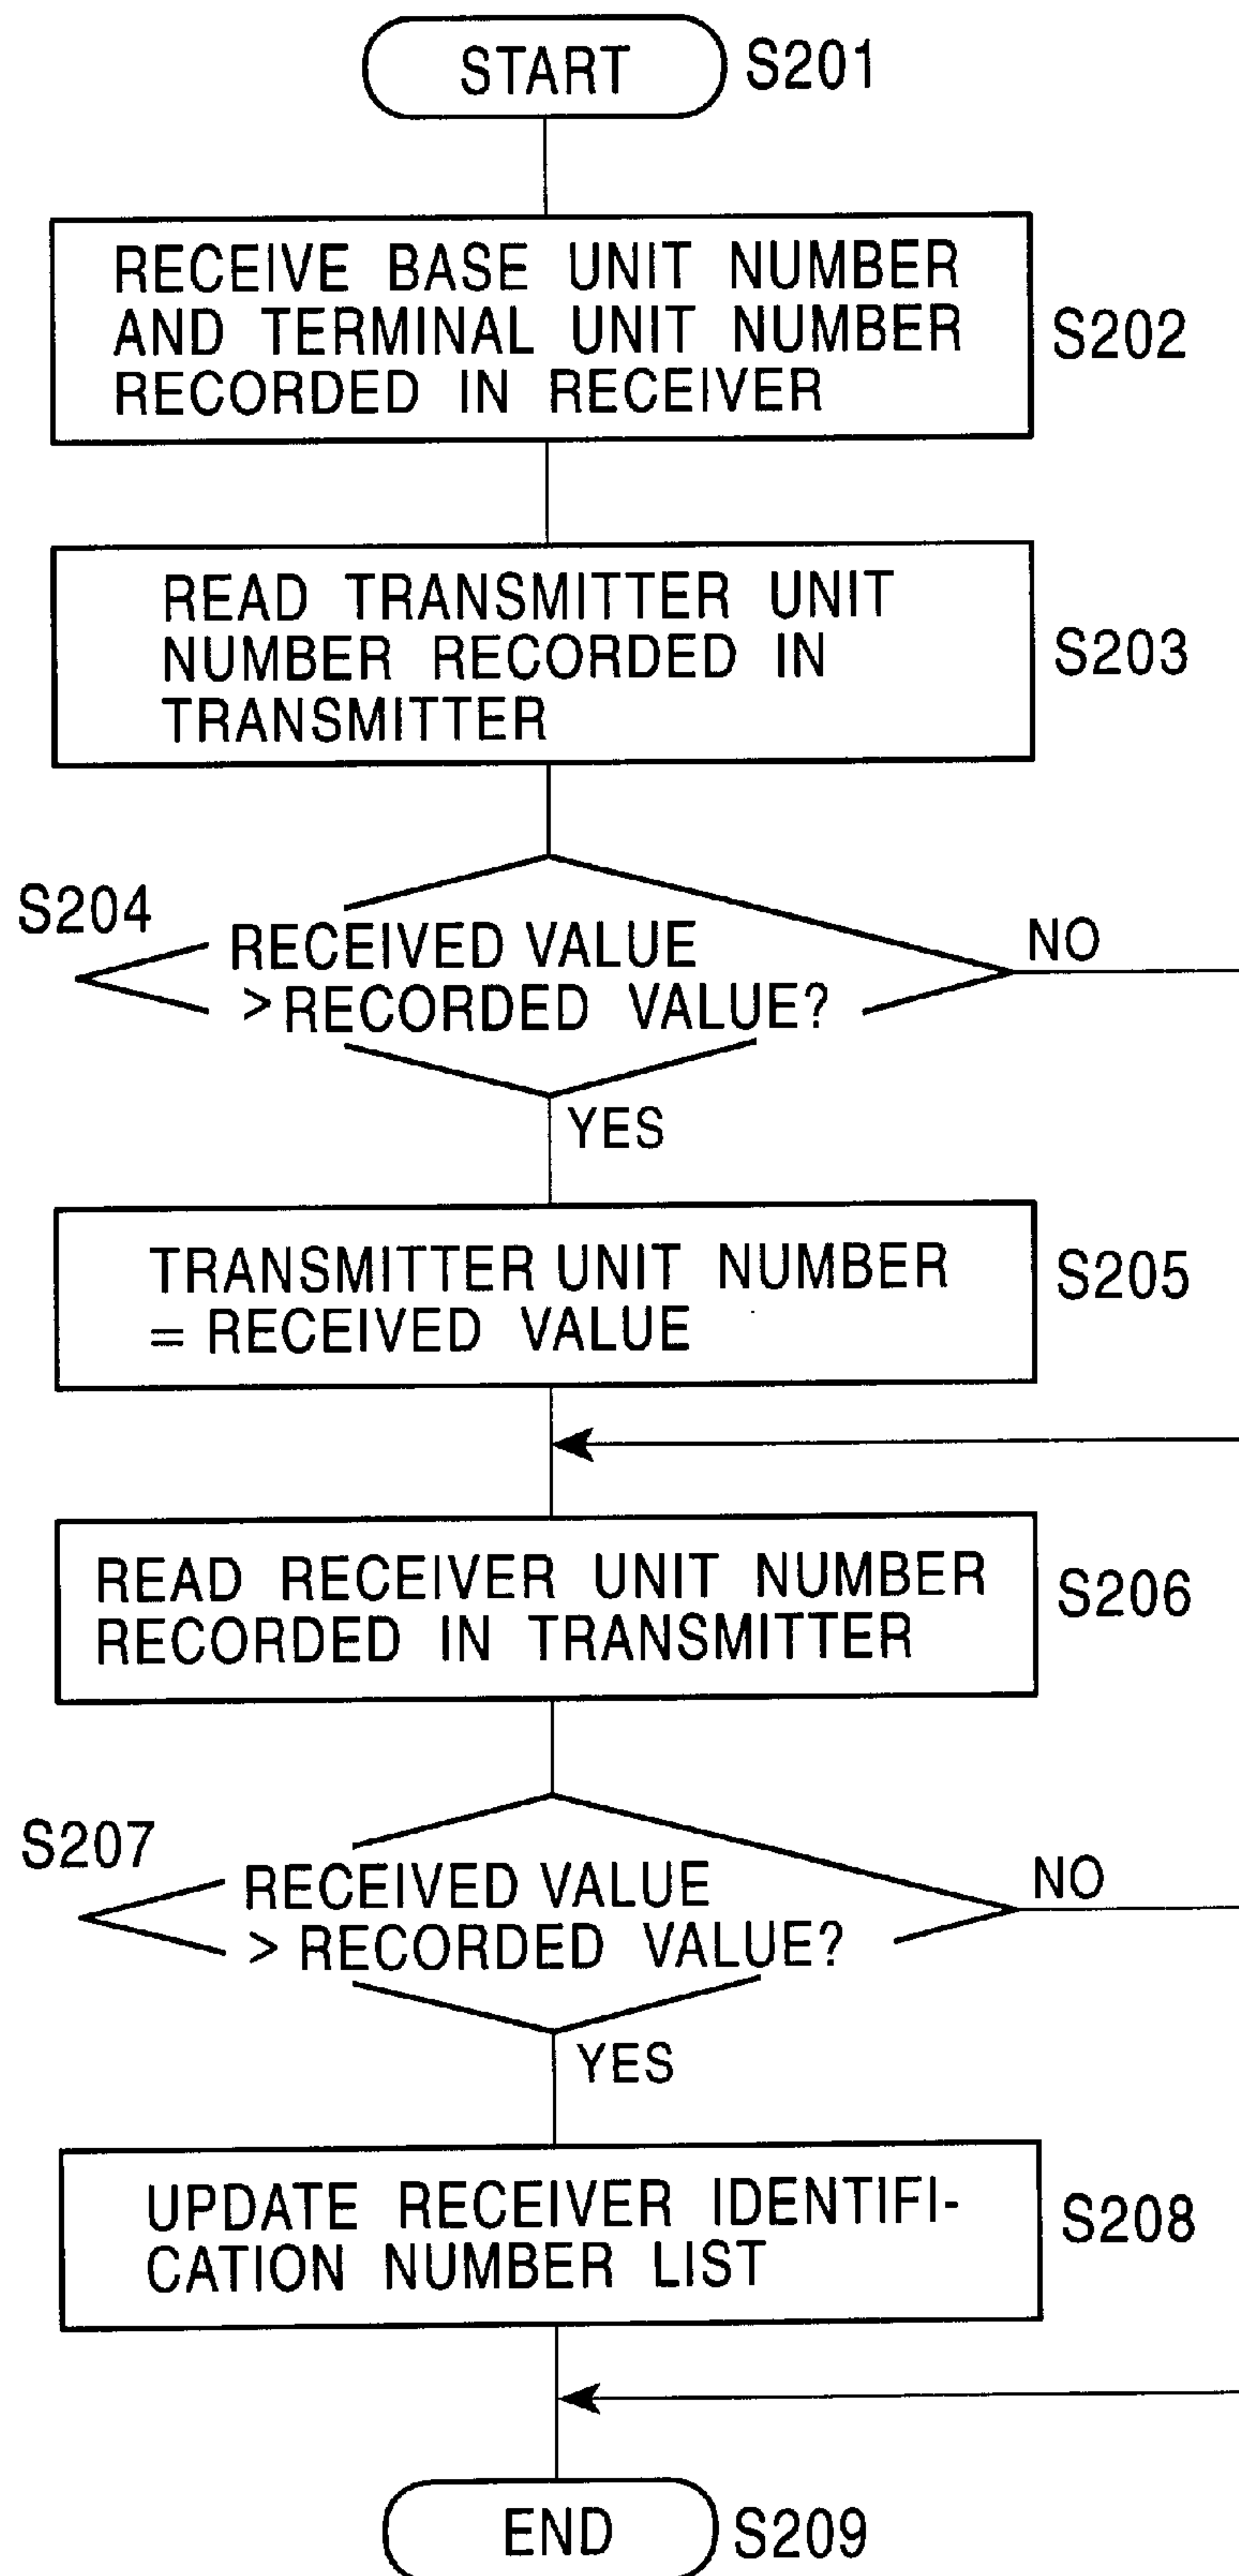 START S201
RECEIVE BASE UNIT NUMBER
AND TERMINAL UNIT NUMBER
RECORDED IN RECEIVER
S202
READ TRANSMITTER UNIT
NUMBER RECORDED IN
TRANSMITTER
S203
S204
RECEIVED VALUE
> RECORDED VALUE?
NO
YES
TRANSMITTER UNIT NUMBER
= RECEIVED VALUE
S205
READ RECEIVER UNIT NUMBER
RECORDED IN TRANSMITTER
S206
S207
RECEIVED VALUE
> RECORDED VALUE?
NO
YES
UPDATE RECEIVER IDENTIFI-
CATION NUMBER LIST
S208
END S209